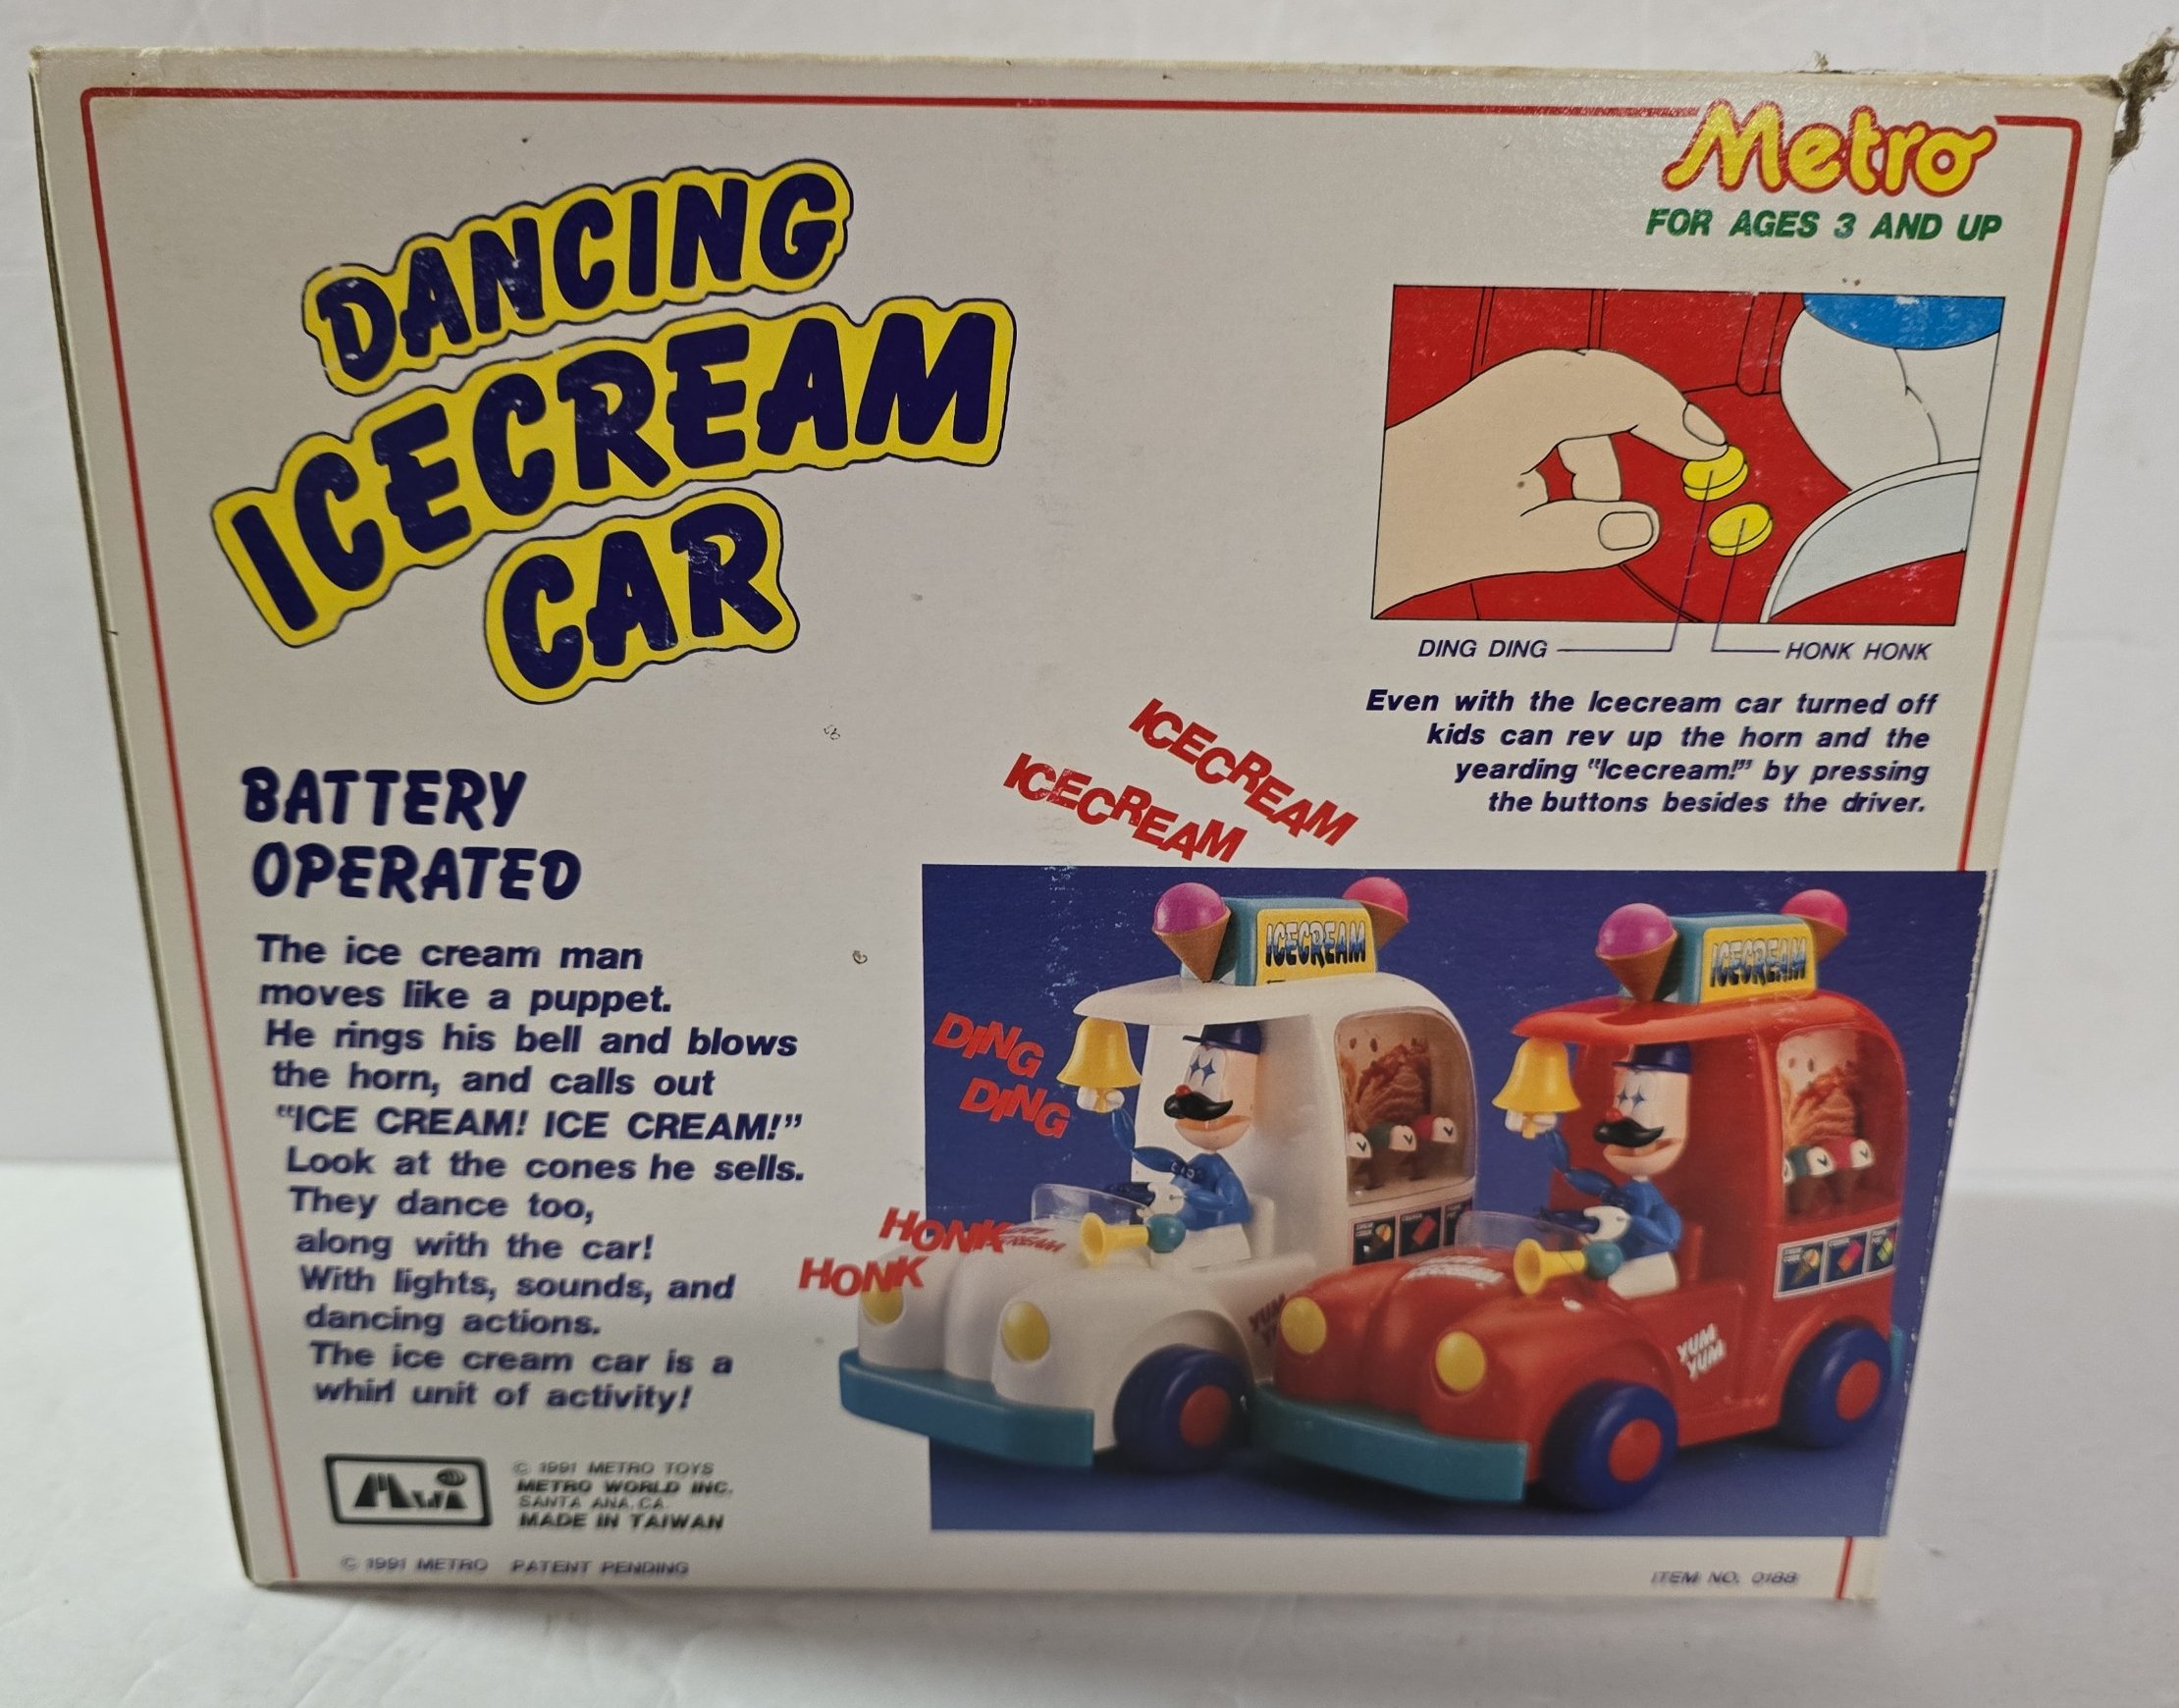 Metro
FOR AGES 3 AND UP
DANCING
ICECREAM
CAR
DING DING
HONK HONK
Even with the Icecream car turned off
kids can rev up the horn and the
yearding "Icecream!" by pressing
the buttons besides the driver.
BATTERY
OPERATED
The ice cream man
moves like a puppet.
He rings his bell and blows
the horn, and calls out
"ICE CREAM! ICE CREAM!"
Look at the cones he sells.
They dance too,
along with the car!
With lights, sounds, and
dancing actions.
The ice cream car is a
whirl unit of activity!
ICECREAM
ICECREAM
ICECREAM
ICECREAM
DING
DING
HONK
HONK
YUM
YUM
YUM
© 1991 METRO TOYS
METRO WORLD INC.
SANTA ANA, CA.
MADE IN TAIWAN
© 1991 METRO PATENT PENDING
ITEM NO. 0188